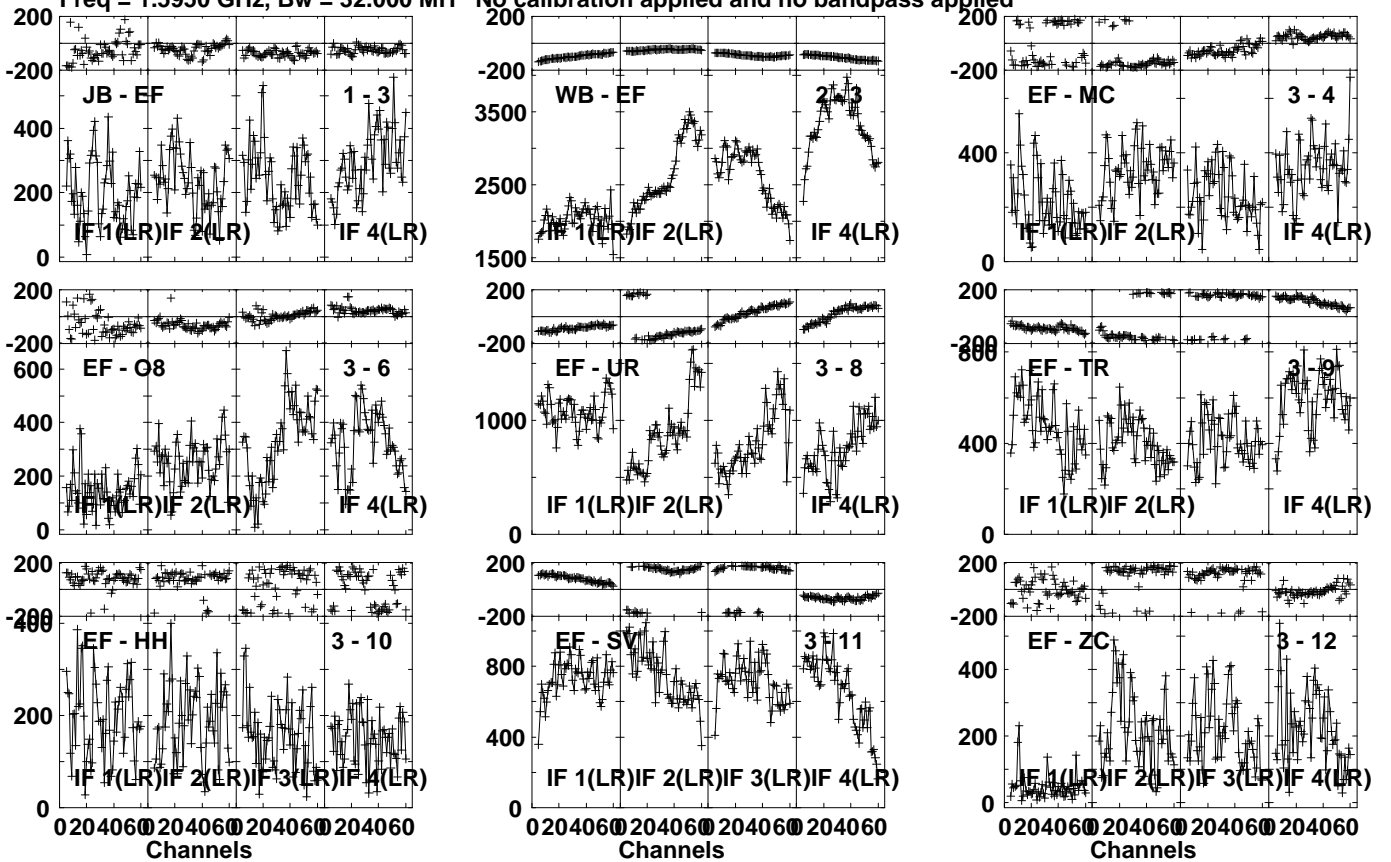 Freq = 1.5950 GHz, Bw = 32.000 MH No calibration applied and no bandpass applied
200
-200
JB - EF 1 - 3
400
200
0
IF 1(LR) IF 2(LR) IF 4(LR)
200
-200
WB - EF 2 - 3
3500
2500
1500
IF 1(LR) IF 2(LR) IF 4(LR)
200
-200
EF - MC 3 - 4
400
0
IF 1(LR) IF 2(LR) IF 4(LR)
200
-200
EF - O8 3 - 6
600
400
200
0
IF 1(LR) IF 2(LR) IF 4(LR)
200
-200
EF - UR 3 - 8
1000
0
IF 1(LR) IF 2(LR) IF 4(LR)
200
-200
800
EF - TR 3 - 9
400
0
IF 1(LR) IF 2(LR) IF 4(LR)
200
-200
400
EF - HH 3 - 10
200
0
IF 1(LR) IF 2(LR) IF 3(LR) IF 4(LR)
0 20 40 60 0 20 40 60 0 20 40 60 0 20 40 60
Channels
200
-200
EF - SV 3 - 11
800
400
0
IF 1(LR) IF 2(LR) IF 3(LR) IF 4(LR)
0 20 40 60 0 20 40 60 0 20 40 60 0 20 40 60
Channels
200
-200
EF - ZC 3 - 12
400
200
0
IF 1(LR) IF 2(LR) IF 3(LR) IF 4(LR)
0 20 40 60 0 20 40 60 0 20 40 60 0 20 40 60
Channels